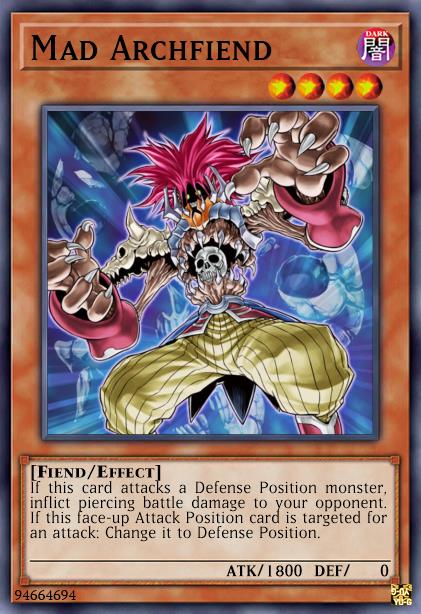 Mad Archfiend
DARK
闇
[Fiend/Effect]
If this card attacks a Defense Position monster,
inflict piercing battle damage to your opponent.
If this face-up Attack Position card is targeted for
an attack: Change it to Defense Position.
ATK/1800 DEF/ 0
94664694